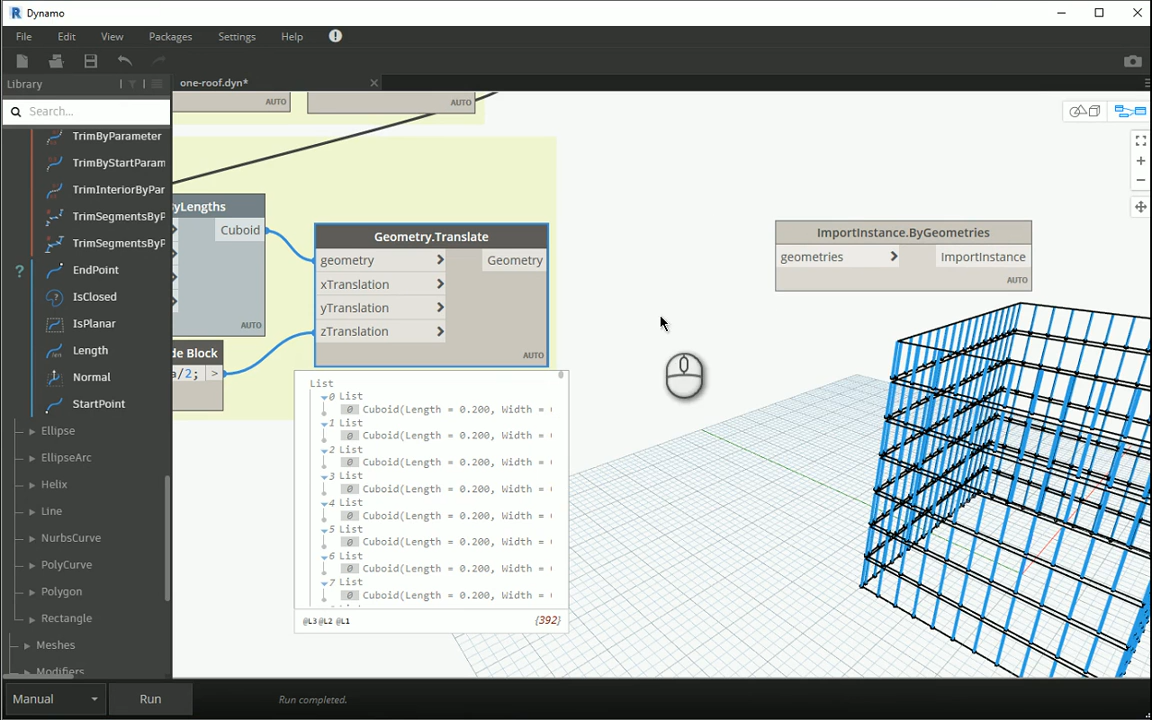 Dynamo
File Edit View Packages Settings Help
Library
one-roof.dyn*
Search...
TrimByParameter
TrimByStartParam
TrimInteriorByPar
TrimSegmentsByP
TrimSegmentsByP
EndPoint
IsClosed
IsPlanar
Length
Normal
StartPoint
Ellipse
EllipseArc
Helix
Line
NurbsCurve
PolyCurve
Polygon
Rectangle
Meshes
Modifiers
AUTO AUTO
yLengths
Cuboid
AUTO
de Block
a/2; >
Geometry.Translate
geometry > Geometry
xTranslation >
yTranslation >
zTranslation >
AUTO
List
0 List
0 Cuboid(Length = 0.200, Width =
1 List
0 Cuboid(Length = 0.200, Width =
2 List
0 Cuboid(Length = 0.200, Width =
3 List
0 Cuboid(Length = 0.200, Width =
4 List
0 Cuboid(Length = 0.200, Width =
5 List
0 Cuboid(Length = 0.200, Width =
6 List
0 Cuboid(Length = 0.200, Width =
7 List
0 Cuboid(Length = 0.200, Width =
@L3 @L2 @L1 {392}
ImportInstance.ByGeometries
geometries > ImportInstance
AUTO
Manual Run Run completed.